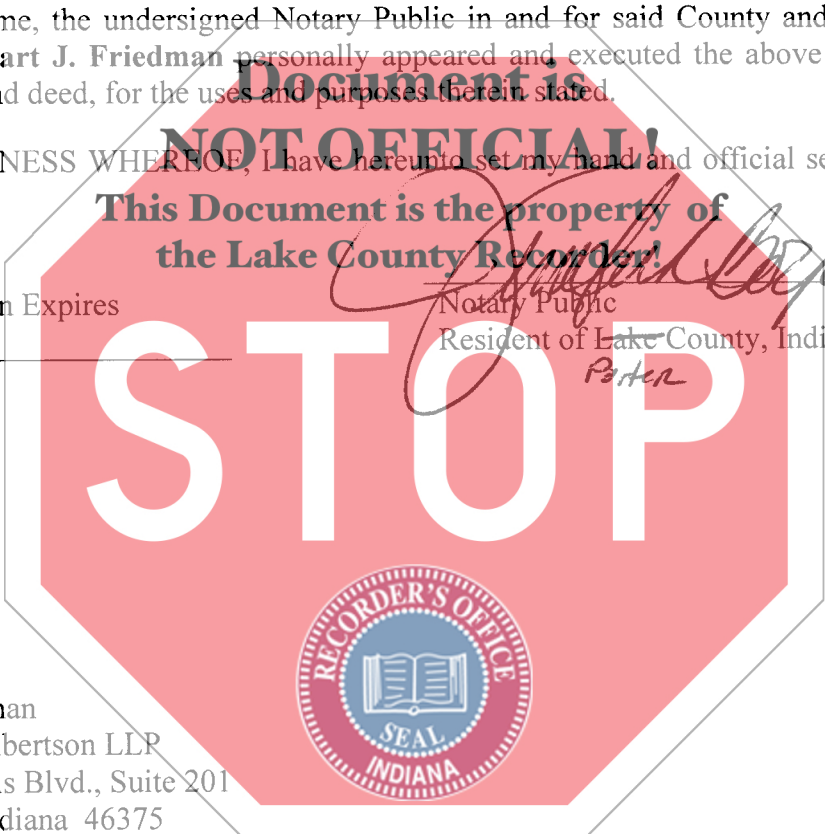 me, the undersigned Notary Public in and for said County and
art J. Friedman personally appeared and executed the above
d deed, for the uses and purposes therein stated.
Document is
NOT OFFICIAL!
NESS WHEREOF, I have hereunto set my hand and official se
This Document is the property of
the Lake County Recorder!
n Expires
Notary Public
Resident of Lake County, Indi
Porter
STOP
RECORDER'S OFFICE
SEAL
INDIANA
nan
lbertson LLP
s Blvd., Suite 201
diana 46375